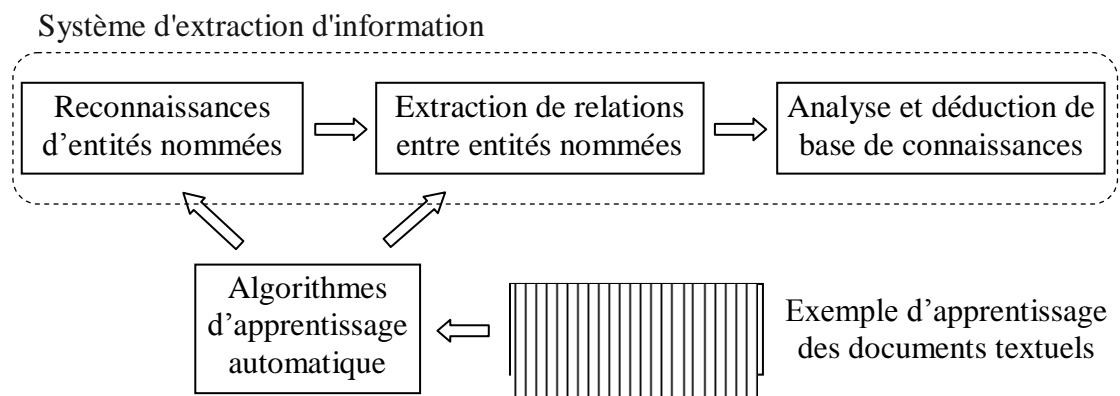 Système d'extraction d'information
Reconnaissances
d’entités nommées
Extraction de relations
entre entités nommées
Analyse et déduction de
base de connaissances
Algorithmes
d’apprentissage
automatique
Exemple d’apprentissage
des documents textuels